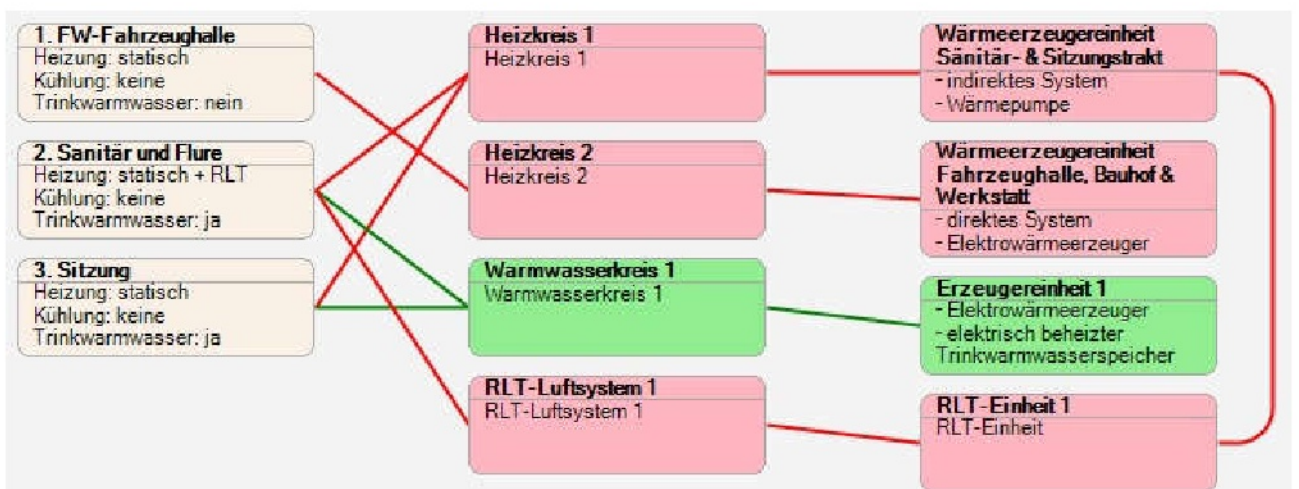 1. FW-Fahrzeughalle
Heizung: statisch
Kühlung: keine
Trinkwarmwasser: nein
2. Sanitär und Flure
Heizung: statisch + RLT
Kühlung: keine
Trinkwarmwasser: ja
3. Sitzung
Heizung: statisch
Kühlung: keine
Trinkwarmwasser: ja
Heizkreis 1
Heizkreis 1
Heizkreis 2
Heizkreis 2
Warmwasserkreis 1
Warmwasserkreis 1
RLT-Luftsystem 1
RLT-Luftsystem 1
Wärmeerzeugereinheit
Sänitär- & Sitzungstrakt
- indirektes System
- Wärmepumpe
Wärmeerzeugereinheit
Fahrzeughalle, Bauhof &
Werkstatt
- direktes System
- Elektrowärmeerzeuger
Erzeugereinheit 1
- Elektrowärmeerzeuger
- elektrisch beheizter
Trinkwarmwasserspeicher
RLT-Einheit 1
RLT-Einheit